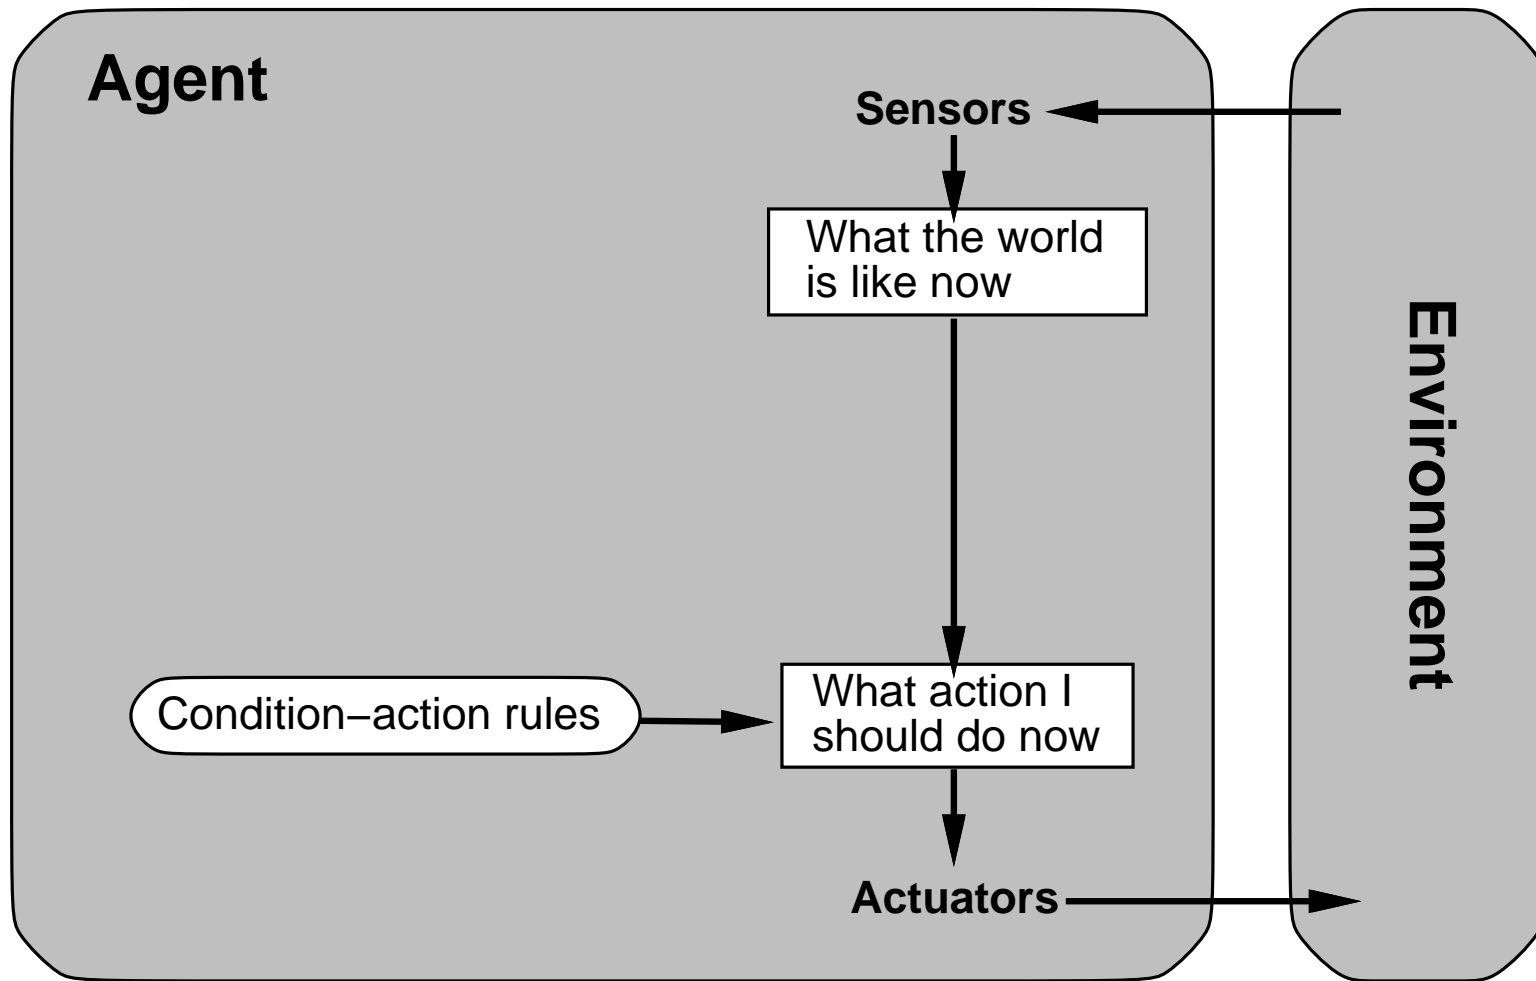 Agent
Sensors
What the world
is like now
Environment
Condition–action rules
What action I
should do now
Actuators